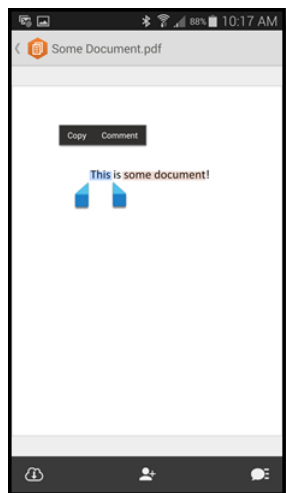 88% 10:17 AM
Some Document.pdf
Copy Comment
This is some document!